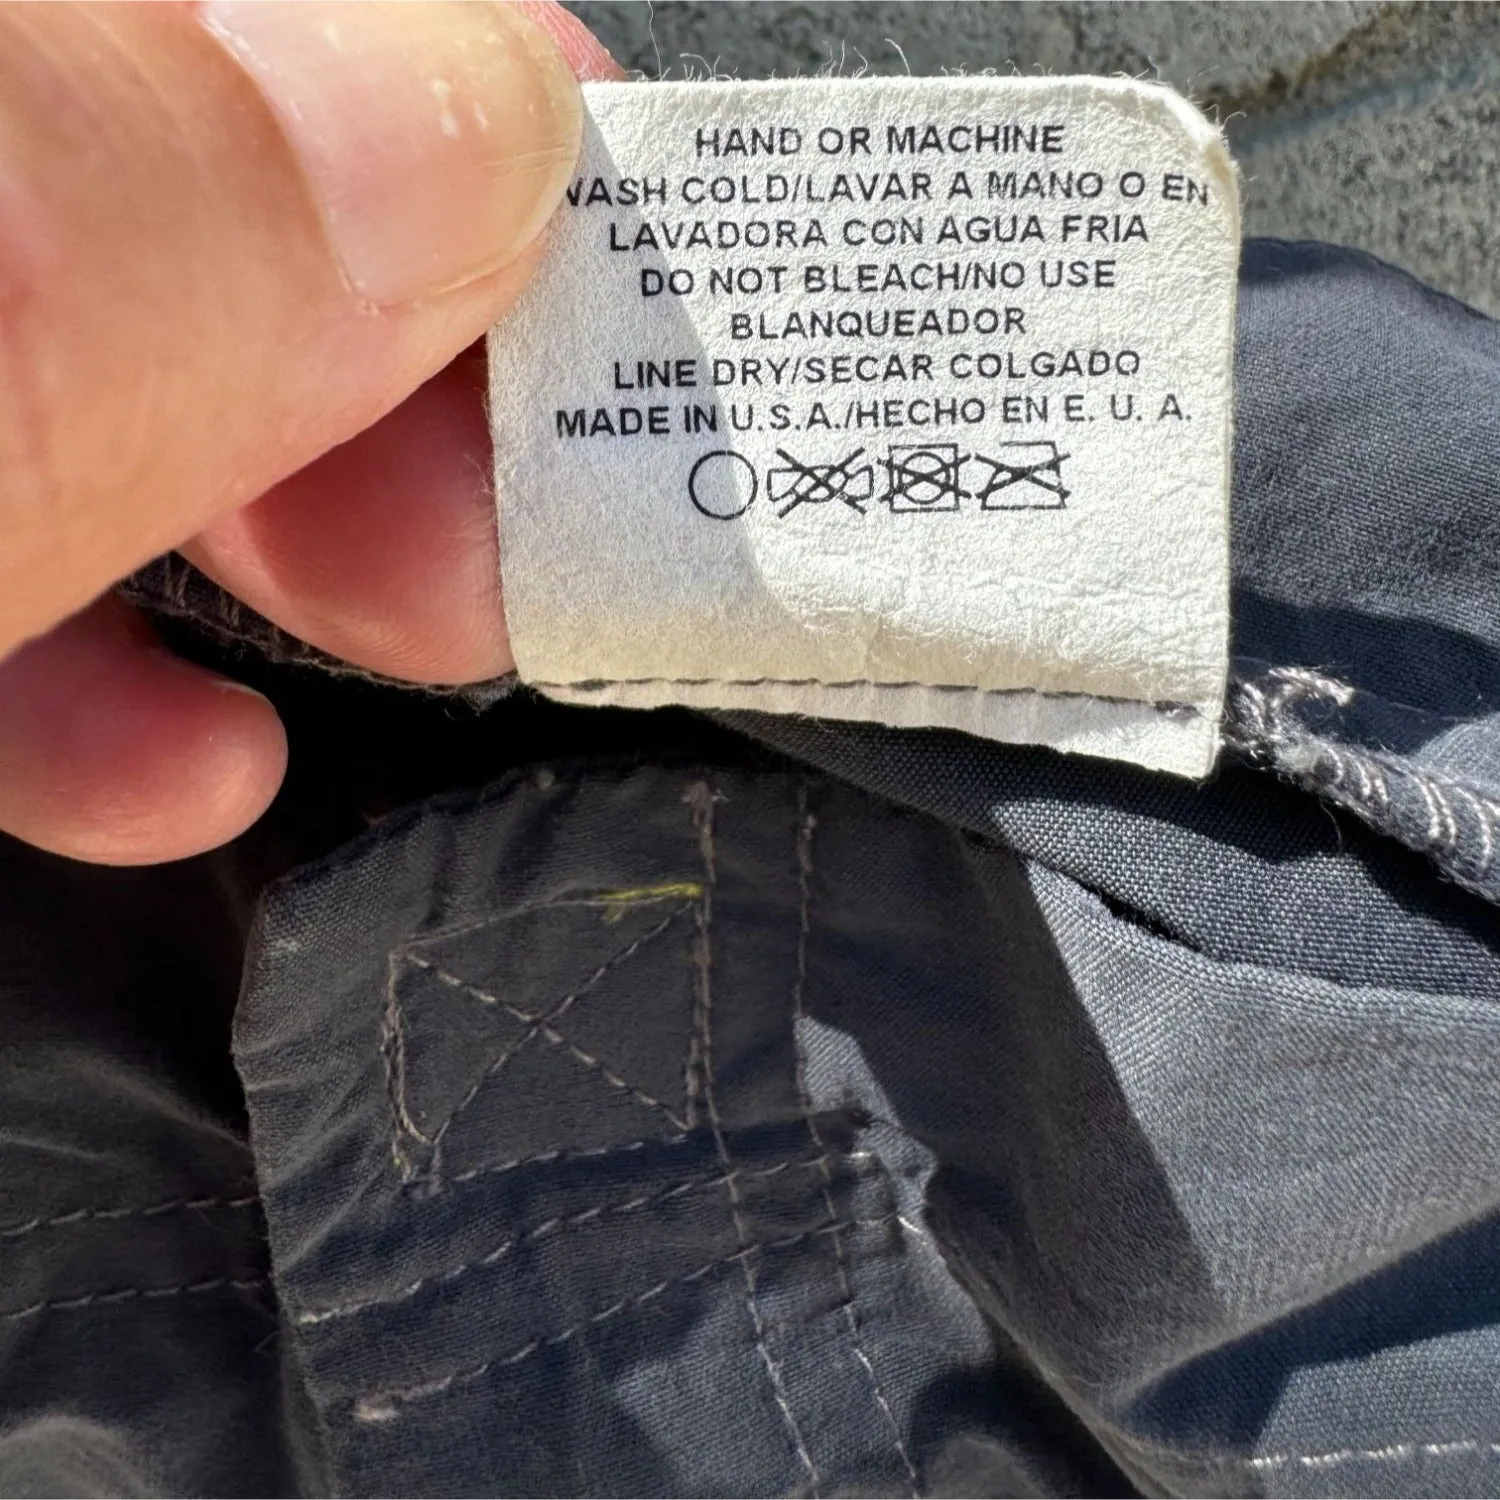 HAND OR MACHINE
WASH COLD/LAVAR A MANO O EN
LAVADORA CON AGUA FRIA
DO NOT BLEACH/NO USE
BLANQUEADOR
LINE DRY/SECAR COLGADO
MADE IN U.S.A./HECHO EN E. U. A.